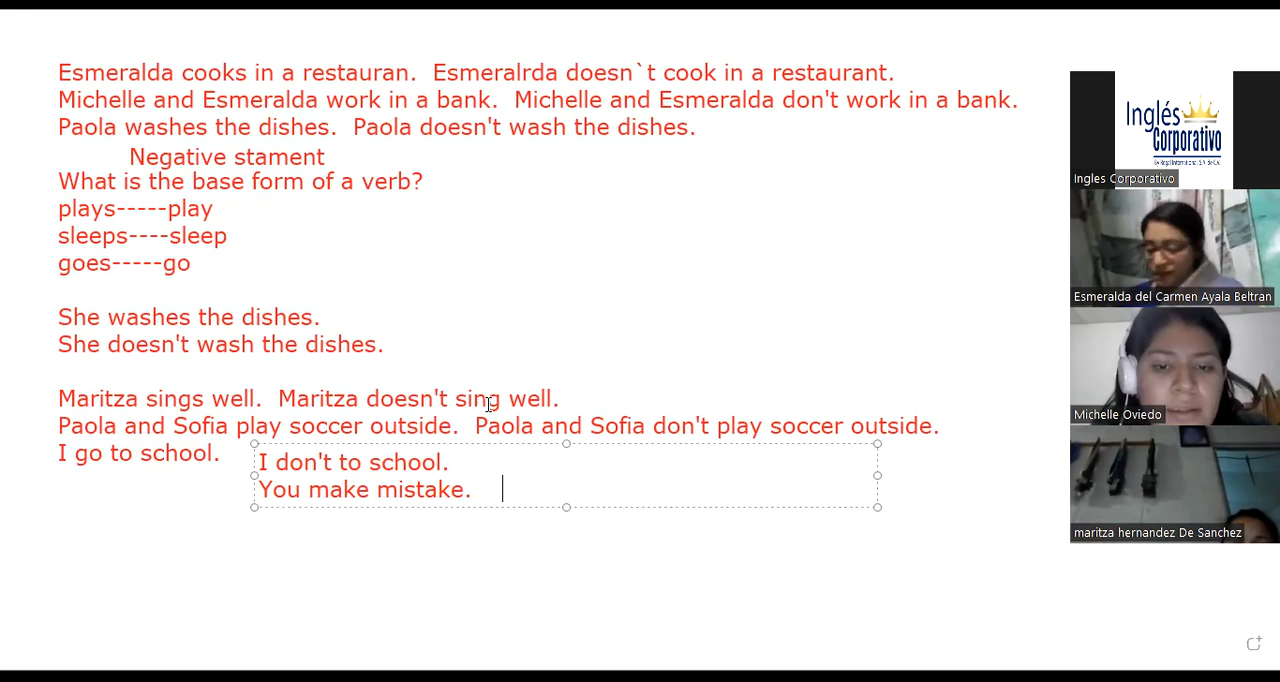 Esmeralda cooks in a restauran.  Esmeralrda doesn`t cook in a restaurant.
Michelle and Esmeralda work in a bank.  Michelle and Esmeralda don't work in a bank.
Paola washes the dishes.  Paola doesn't wash the dishes.
Negative stament
What is the base form of a verb?
plays-----play
sleeps----sleep
goes-----go
She washes the dishes.
She doesn't wash the dishes.
Maritza sings well.  Maritza doesn't sing well.
Paola and Sofia play soccer outside.  Paola and Sofia don't play soccer outside.
I go to school.
I don't to school.
You make mistake.
Inglés
Corporativo
Ingles Corporativo
Esmeralda del Carmen Ayala Beltran
Michelle Oviedo
maritza hernandez De Sanchez